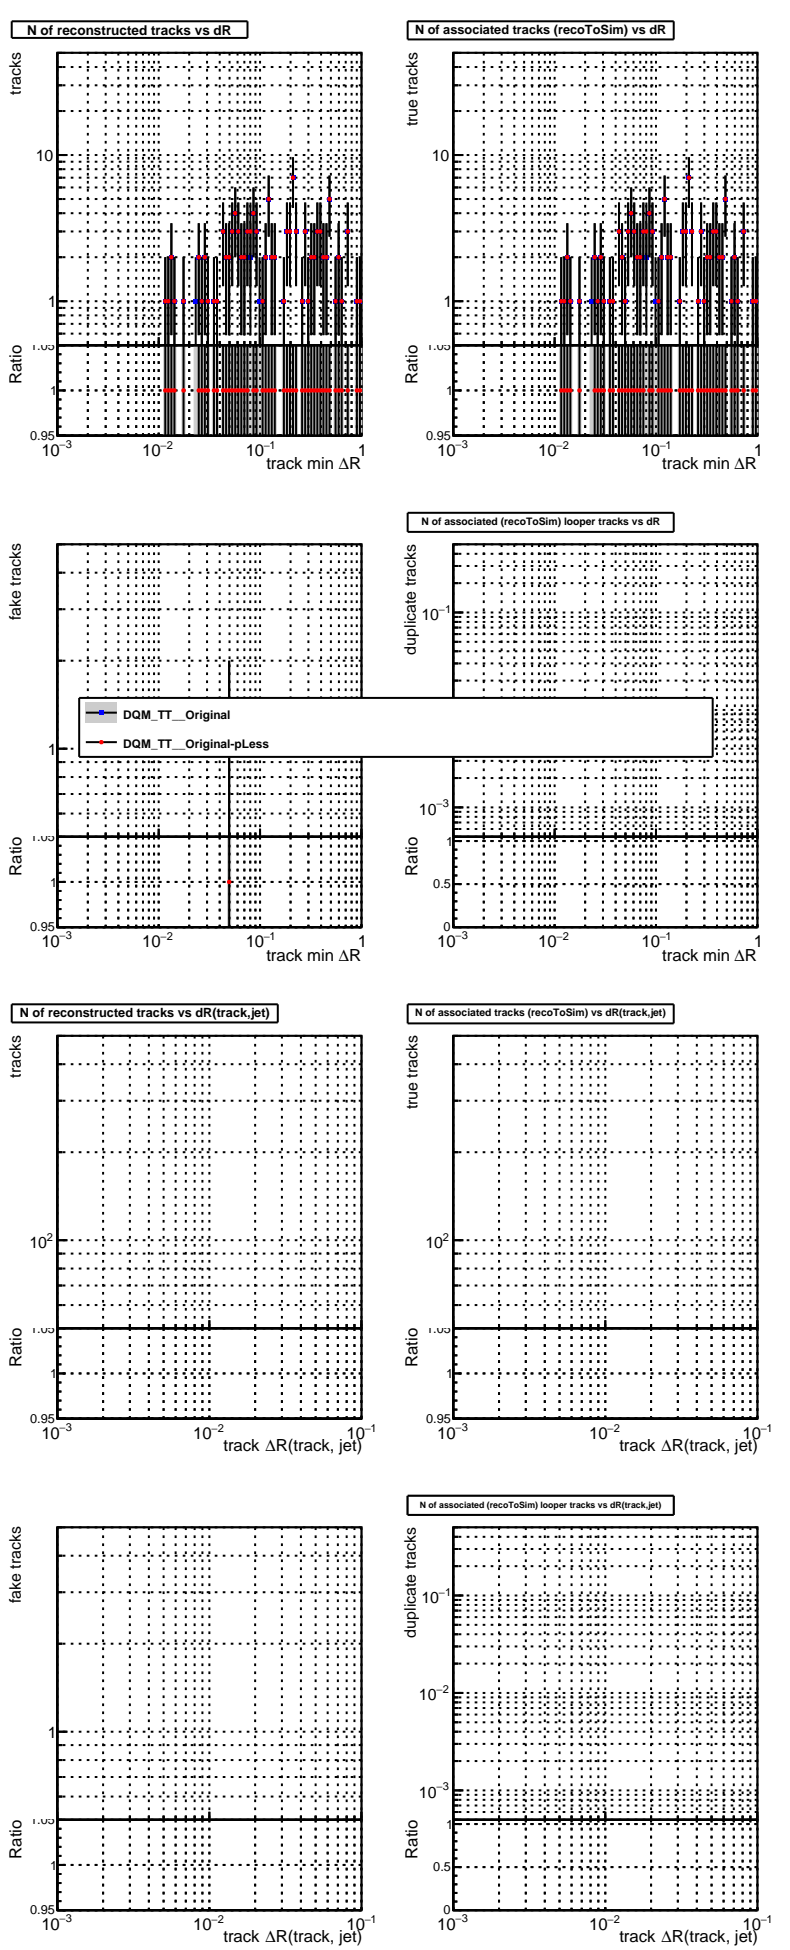 N of reconstructed tracks vs dR
N of associated tracks (recoToSim) vs dR
tracks
10
1
Ratio
1.05
1
0.95
10⁻³ 10⁻² 10⁻¹ 1
track min ΔR
true tracks
10
1
Ratio
1.05
1
0.95
10⁻³ 10⁻² 10⁻¹ 1
track min ΔR
N of associated (recoToSim) looper tracks vs dR
fake tracks
1
Ratio
1.05
1
0.95
10⁻³ 10⁻² 10⁻¹ 1
track min ΔR
duplicate tracks
10⁻¹
10⁻³
Ratio
1
0.5
0
10⁻³ 10⁻² 10⁻¹ 1
track min ΔR
DQM_TT__Original
DQM_TT__Original-pLess
N of reconstructed tracks vs dR(track,jet)
N of associated tracks (recoToSim) vs dR(track,jet)
tracks
10²
Ratio
1.05
1
0.95
10⁻³ 10⁻² 10⁻¹
track ΔR(track, jet)
true tracks
10²
Ratio
1.05
1
0.95
10⁻³ 10⁻² 10⁻¹
track ΔR(track, jet)
N of associated (recoToSim) looper tracks vs dR(track,jet)
fake tracks
1
Ratio
1.05
1
0.95
10⁻³ 10⁻² 10⁻¹
track ΔR(track, jet)
duplicate tracks
10⁻¹
10⁻²
10⁻³
Ratio
1
0.5
0
10⁻³ 10⁻² 10⁻¹
track ΔR(track, jet)